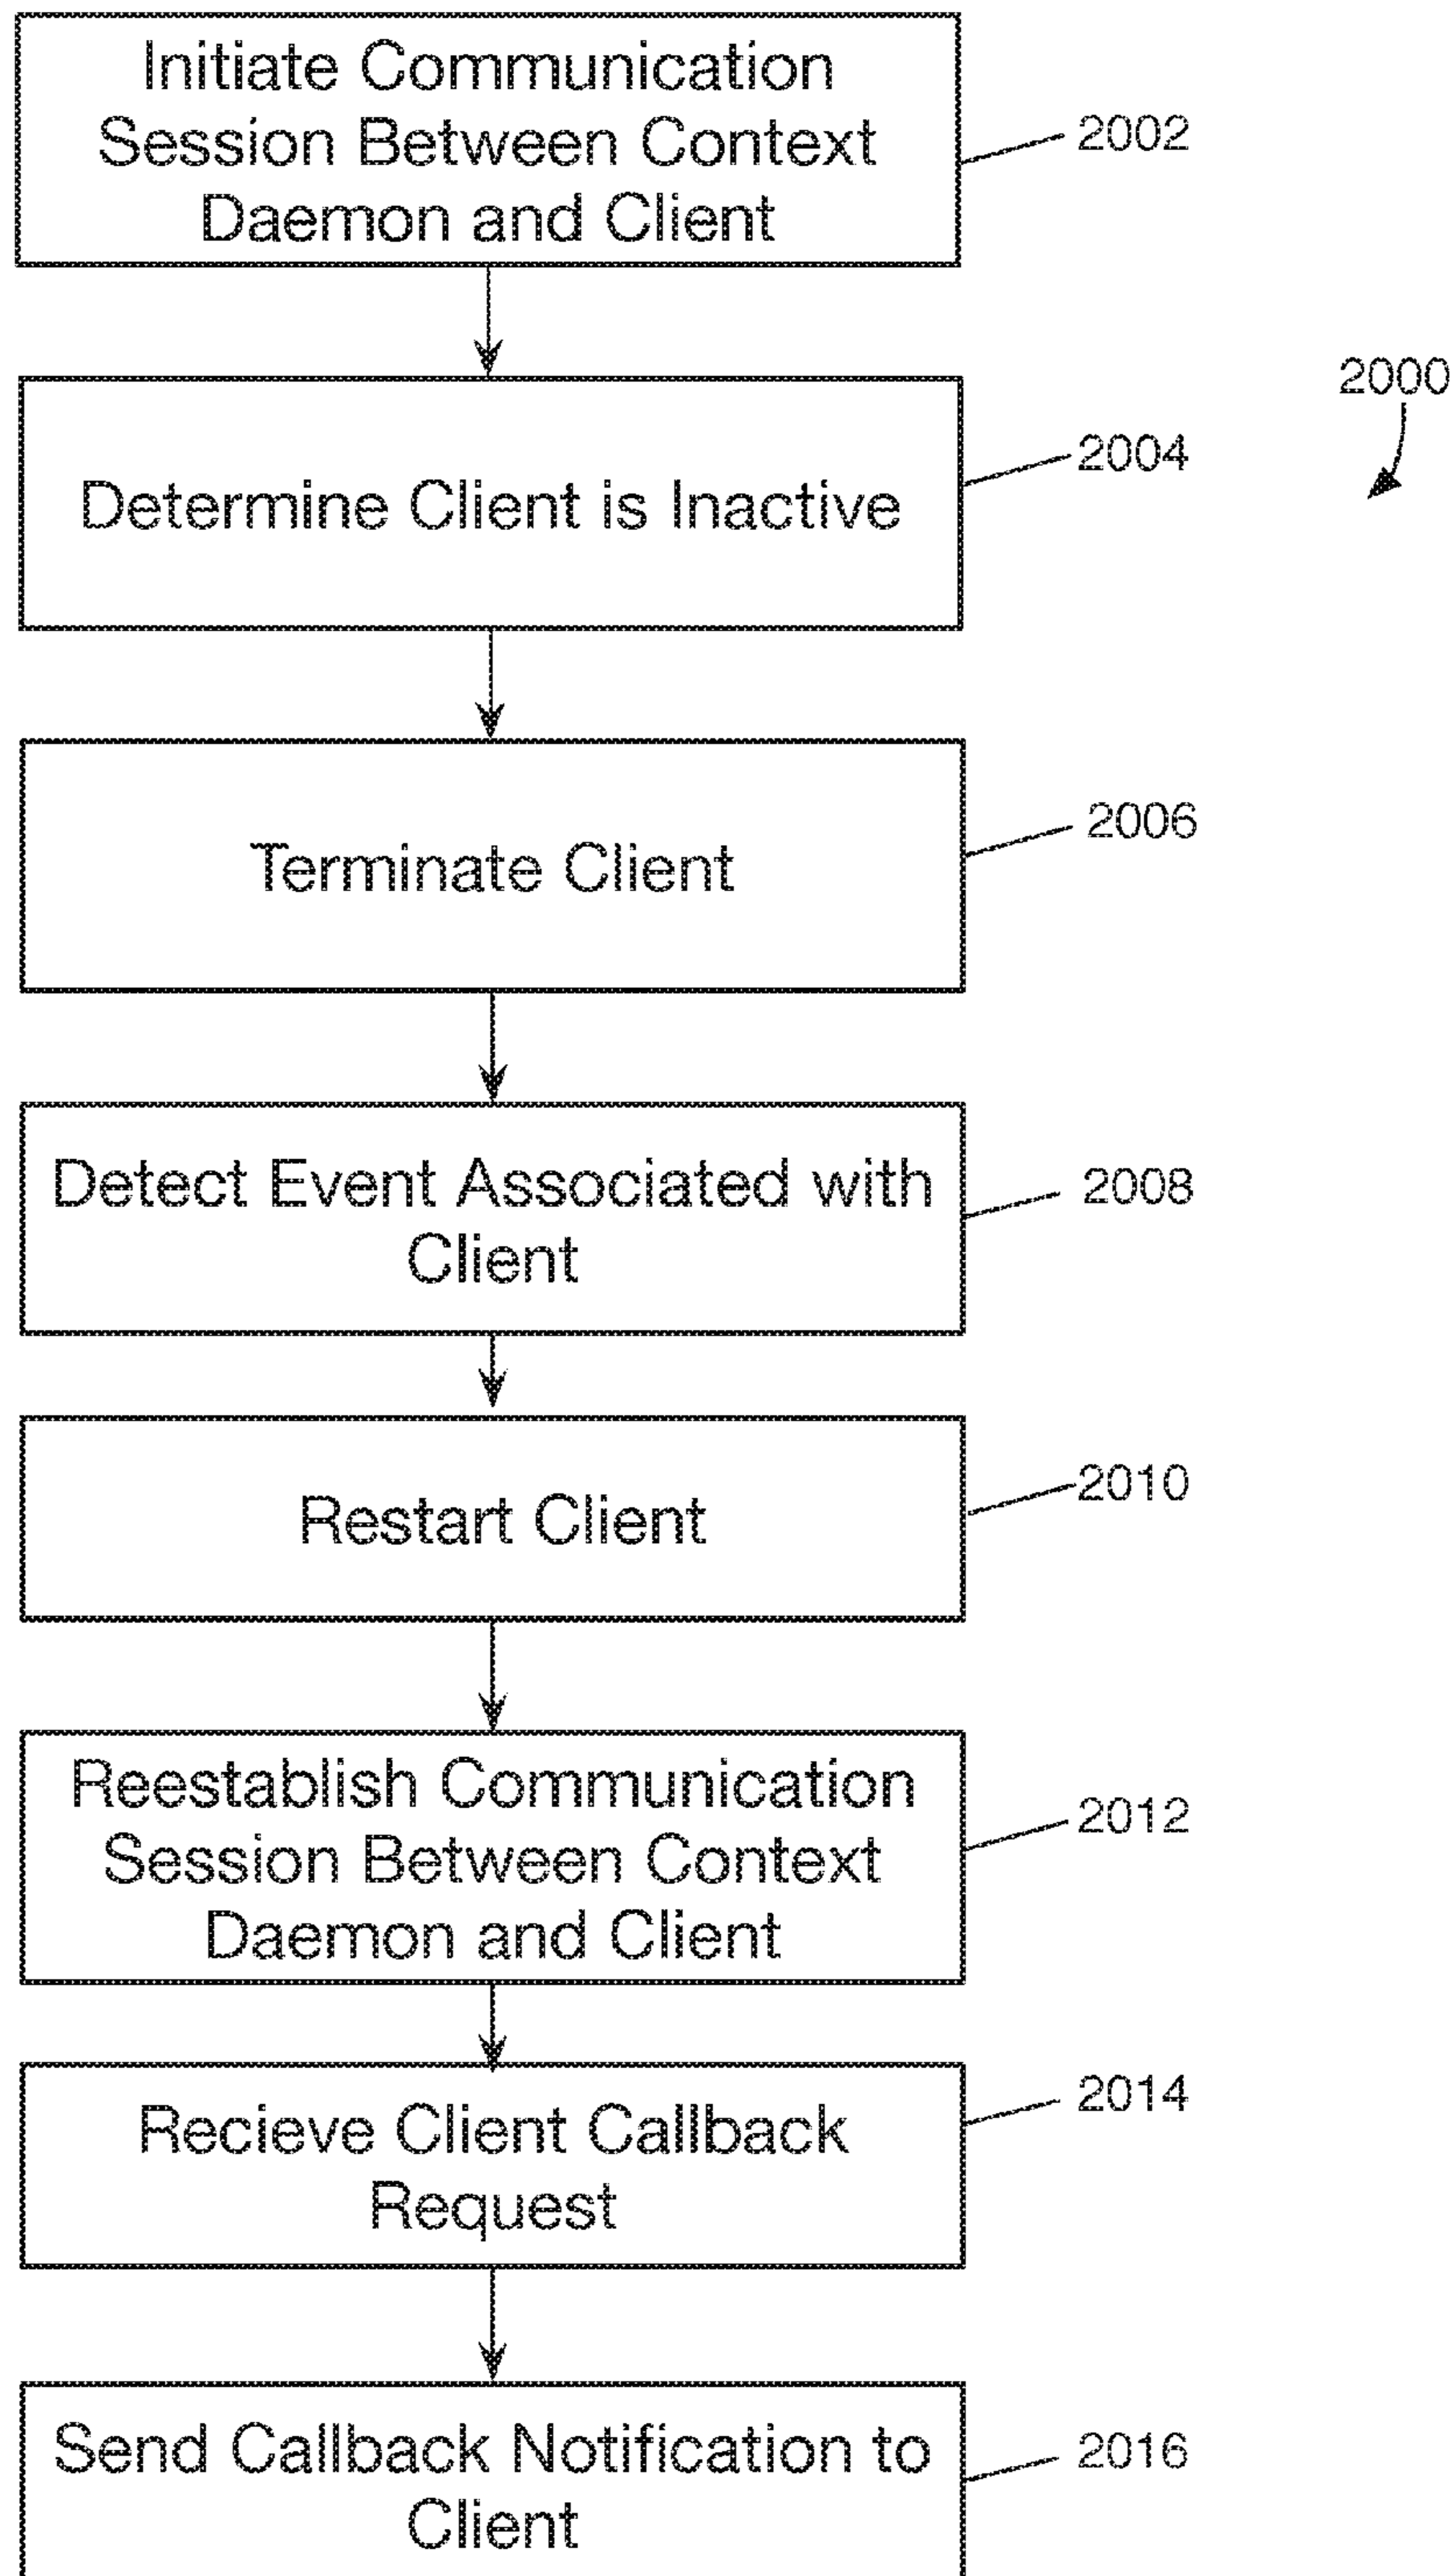 Initiate Communication
Session Between Context
Daemon and Client
2002
2000
Determine Client is Inactive
2004
Terminate Client
2006
Detect Event Associated with
Client
2008
Restart Client
2010
Reestablish Communication
Session Between Context
Daemon and Client
2012
Recieve Client Callback
Request
2014
Send Callback Notification to
Client
2016